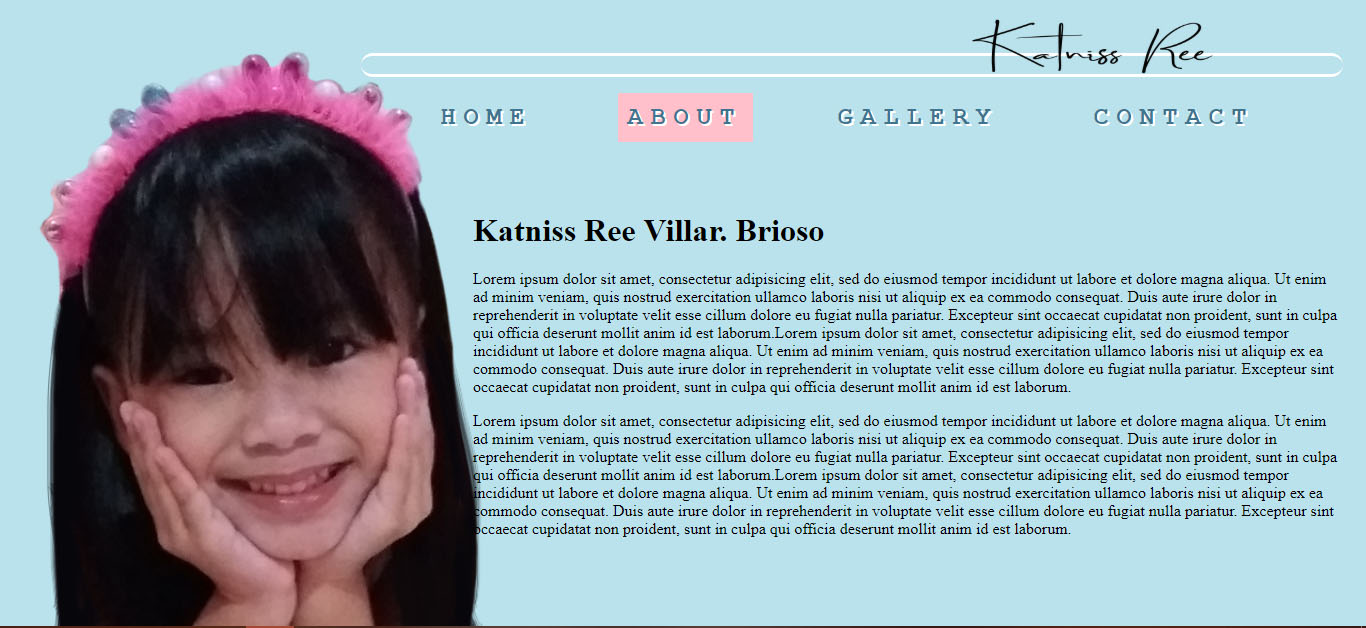 Katniss Ree
HOME ABOUT GALLERY CONTACT
Katniss Ree Villar. Brioso
Lorem ipsum dolor sit amet, consectetur adipisicing elit, sed do eiusmod tempor incididunt ut labore et dolore magna aliqua. Ut enim
ad minim veniam, quis nostrud exercitation ullamco laboris nisi ut aliquip ex ea commodo consequat. Duis aute irure dolor in
reprehenderit in voluptate velit esse cillum dolore eu fugiat nulla pariatur. Excepteur sint occaecat cupidatat non proident, sunt in culpa
qui officia deserunt mollit anim id est laborum.Lorem ipsum dolor sit amet, consectetur adipisicing elit, sed do eiusmod tempor
incididunt ut labore et dolore magna aliqua. Ut enim ad minim veniam, quis nostrud exercitation ullamco laboris nisi ut aliquip ex ea
commodo consequat. Duis aute irure dolor in reprehenderit in voluptate velit esse cillum dolore eu fugiat nulla pariatur. Excepteur sint
occaecat cupidatat non proident, sunt in culpa qui officia deserunt mollit anim id est laborum.
Lorem ipsum dolor sit amet, consectetur adipisicing elit, sed do eiusmod tempor incididunt ut labore et dolore magna aliqua. Ut enim
ad minim veniam, quis nostrud exercitation ullamco laboris nisi ut aliquip ex ea commodo consequat. Duis aute irure dolor in
reprehenderit in voluptate velit esse cillum dolore eu fugiat nulla pariatur. Excepteur sint occaecat cupidatat non proident, sunt in culpa
qui officia deserunt mollit anim id est laborum.Lorem ipsum dolor sit amet, consectetur adipisicing elit, sed do eiusmod tempor
incididunt ut labore et dolore magna aliqua. Ut enim ad minim veniam, quis nostrud exercitation ullamco laboris nisi ut aliquip ex ea
commodo consequat. Duis aute irure dolor in reprehenderit in voluptate velit esse cillum dolore eu fugiat nulla pariatur. Excepteur sint
occaecat cupidatat non proident, sunt in culpa qui officia deserunt mollit anim id est laborum.